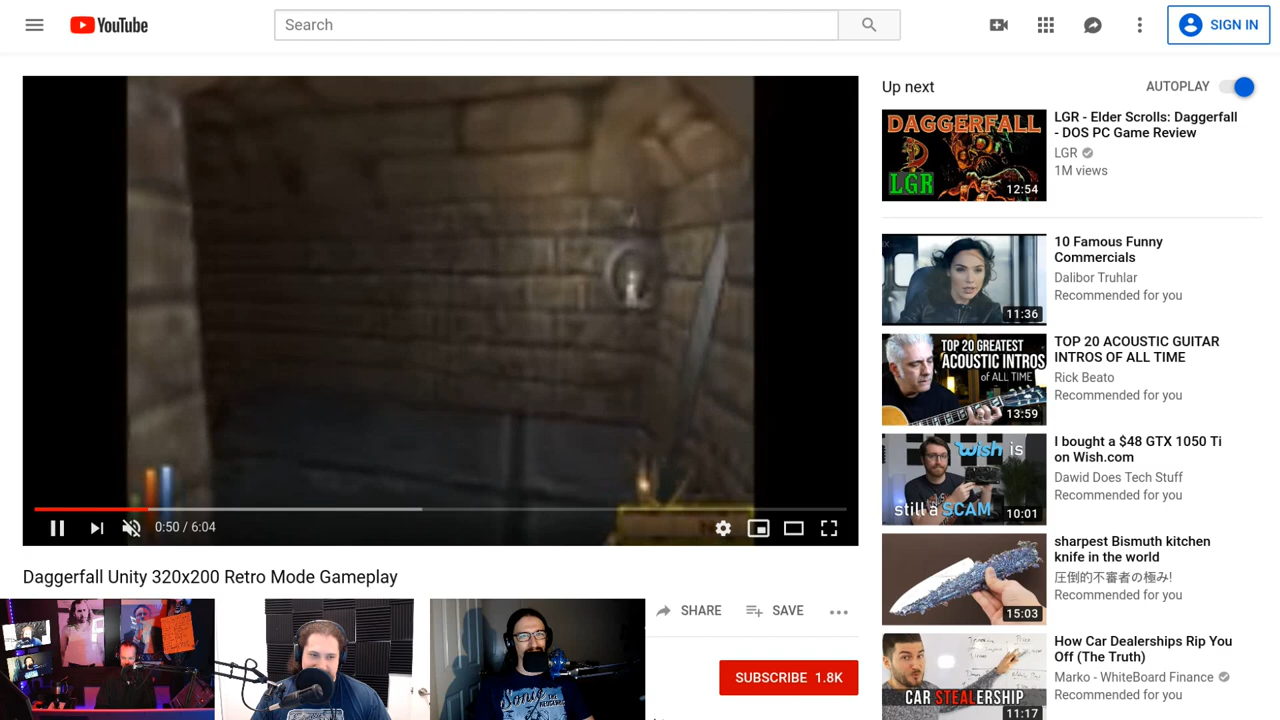 YouTube
Search
SIGN IN
Up next
AUTOPLAY
DAGGERFALL
LGR
12:54
LGR - Elder Scrolls: Daggerfall
- DOS PC Game Review
LGR
1M views
11:36
10 Famous Funny
Commercials
Dalibor Truhlar
Recommended for you
TOP 20 GREATEST
ACOUSTIC INTROS
of ALL TIME
13:59
TOP 20 ACOUSTIC GUITAR
INTROS OF ALL TIME
Rick Beato
Recommended for you
wish is
still a SCAM
10:01
I bought a $48 GTX 1050 Ti
on Wish.com
Dawid Does Tech Stuff
Recommended for you
15:03
sharpest Bismuth kitchen
knife in the world
圧倒的不審者の極み!
Recommended for you
CAR STEALERSHIP
11:17
How Car Dealerships Rip You
Off (The Truth)
Marko - WhiteBoard Finance
Recommended for you
0:50 / 6:04
Daggerfall Unity 320x200 Retro Mode Gameplay
SHARE
SAVE
SUBSCRIBE 1.8K